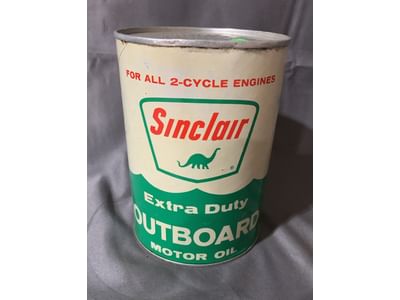 FOR ALL 2-CYCLE ENGINES
Sinclair
®
Extra Duty
OUTBOARD
MOTOR OIL